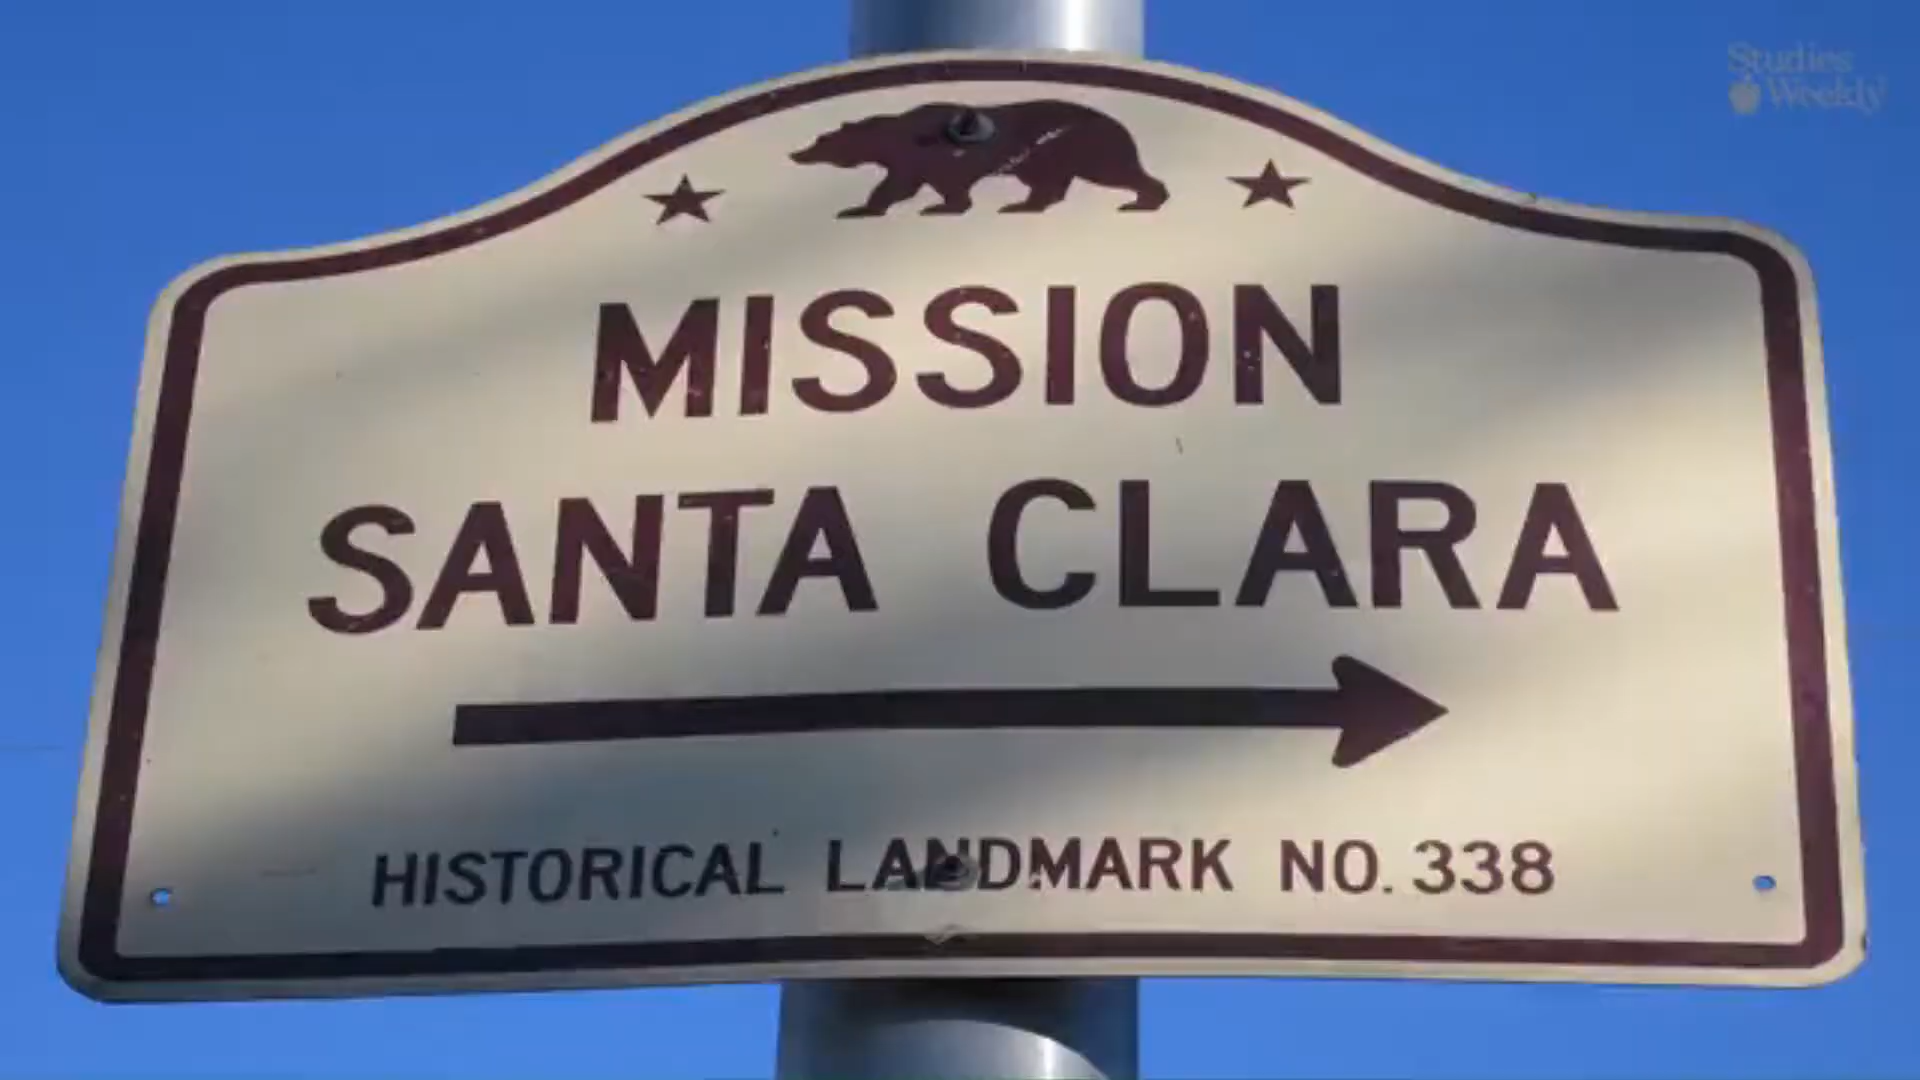 Studies
Weekly
MISSION
SANTA CLARA
HISTORICAL LANDMARK NO. 338